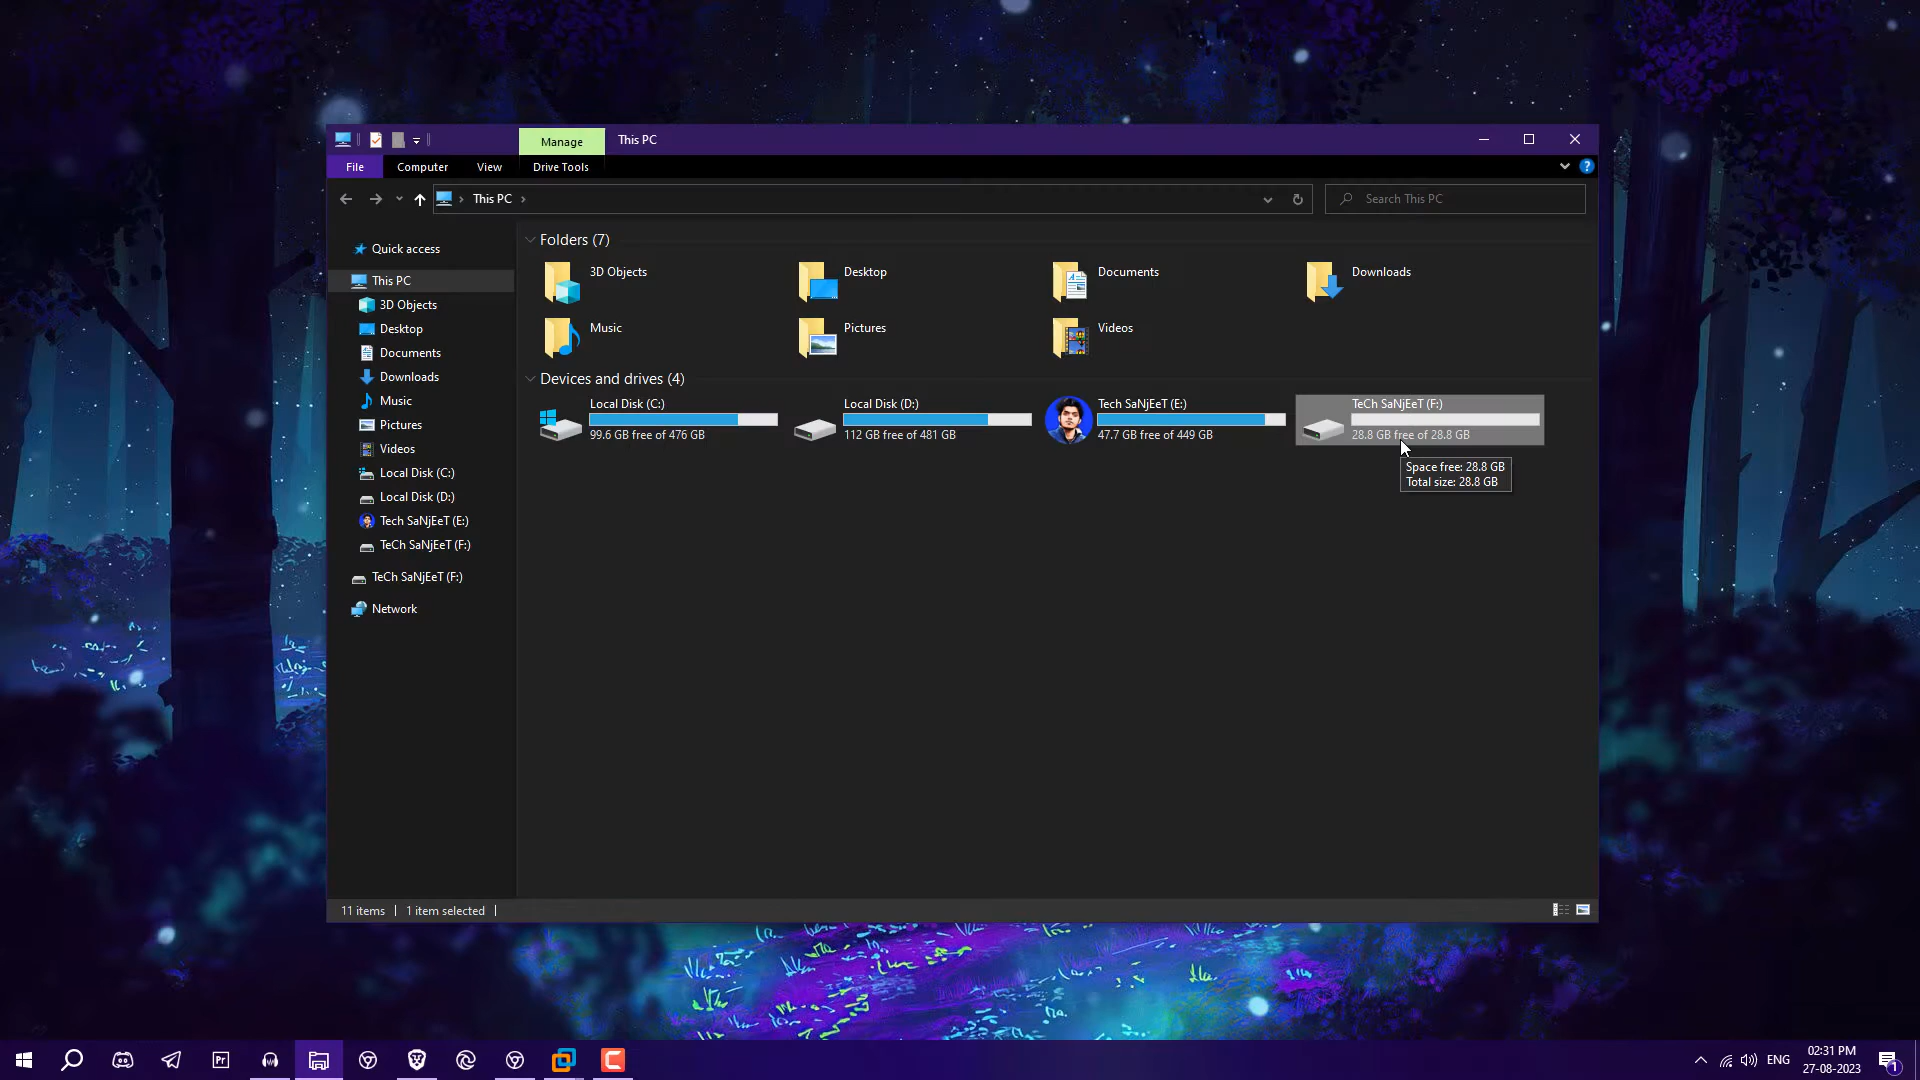 Manage
This PC
File
Computer
View
Drive Tools
?
This PC
Search This PC
Quick access
This PC
3D Objects
Desktop
Documents
Downloads
Music
Pictures
Videos
Local Disk (C:)
Local Disk (D:)
Tech SaNjEeT (E:)
TeCh SaNjEeT (F:)
TeCh SaNjEeT (F:)
Network
Folders (7)
3D Objects
Desktop
Documents
Downloads
Music
Pictures
Videos
Devices and drives (4)
Local Disk (C:)
99.6 GB free of 476 GB
Local Disk (D:)
112 GB free of 481 GB
Tech SaNjEeT (E:)
47.7 GB free of 449 GB
TeCh SaNjEeT (F:)
28.8 GB free of 28.8 GB
Space free: 28.8 GB
Total size: 28.8 GB
11 items
1 item selected
Pr
ENG
02:31 PM
27-08-2023
1